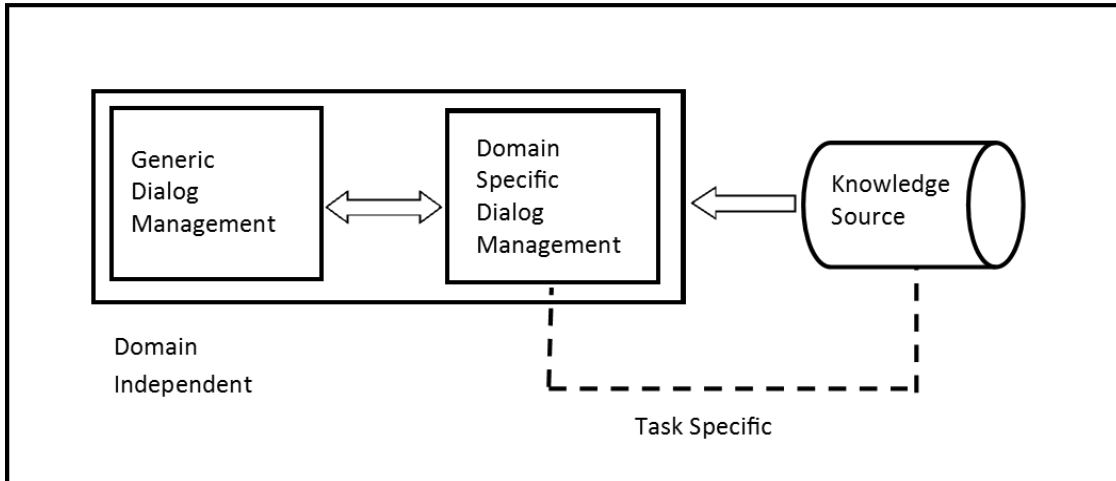 Generic
Dialog
Management
Domain
Specific
Dialog
Management
Knowledge
Source
Domain
Independent
Task Specific